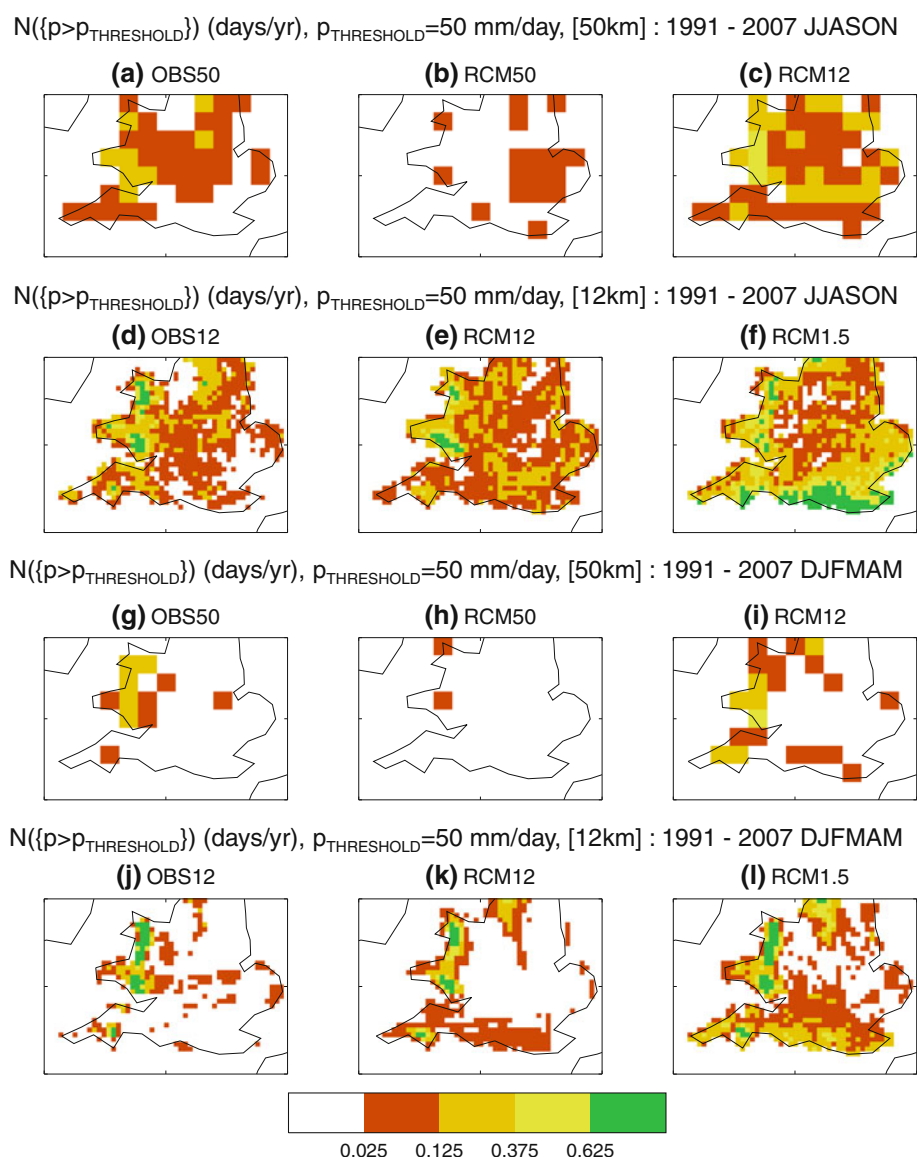 N({p>pTHRESHOLD}) (days/yr), pTHRESHOLD=50 mm/day, [50km] : 1991 - 2007 JJASON
(a) OBS50 (b) RCM50 (c) RCM12
N({p>pTHRESHOLD}) (days/yr), pTHRESHOLD=50 mm/day, [12km] : 1991 - 2007 JJASON
(d) OBS12 (e) RCM12 (f) RCM1.5
N({p>pTHRESHOLD}) (days/yr), pTHRESHOLD=50 mm/day, [50km] : 1991 - 2007 DJFMAM
(g) OBS50 (h) RCM50 (i) RCM12
N({p>pTHRESHOLD}) (days/yr), pTHRESHOLD=50 mm/day, [12km] : 1991 - 2007 DJFMAM
(j) OBS12 (k) RCM12 (l) RCM1.5
0.025 0.125 0.375 0.625